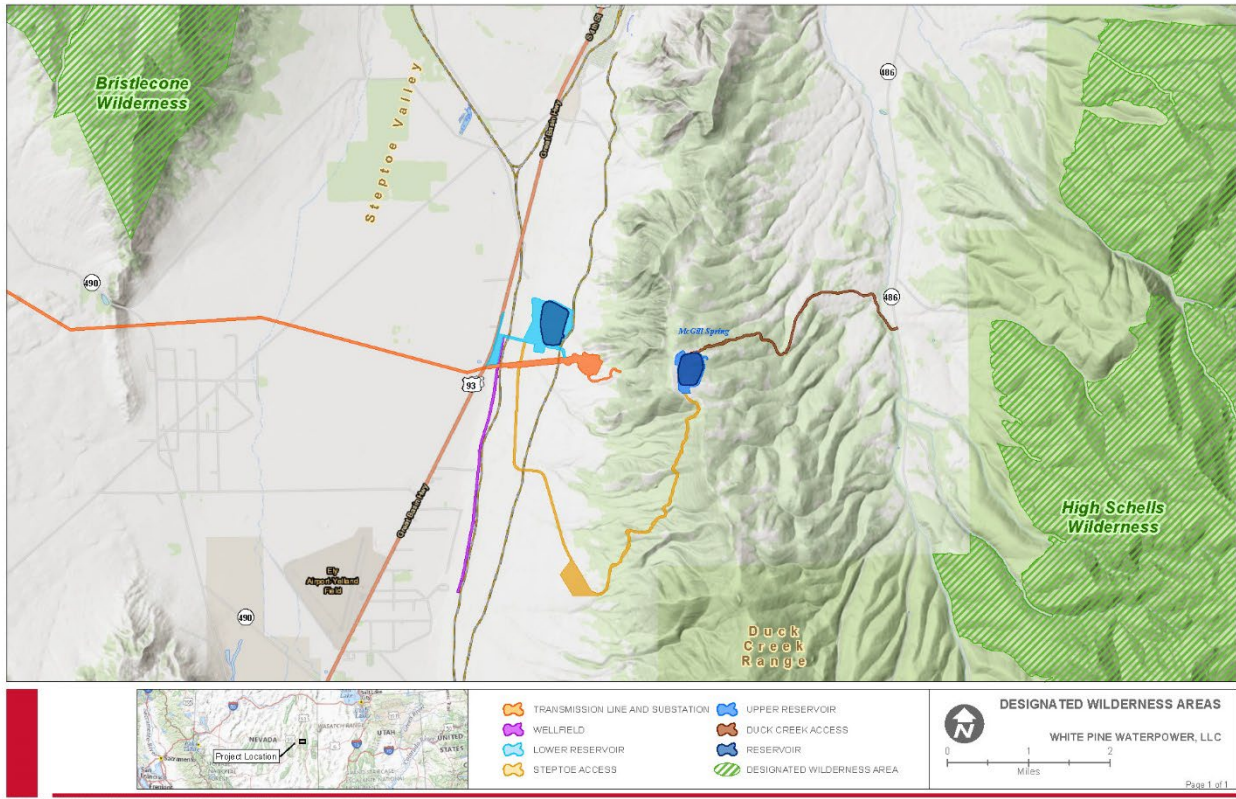 Bristlecone
Wilderness
Steptoe Valley
Great Basin Hwy
486
490
486
McGill Spring
93
Great Basin Hwy
High Schells
Wilderness
Ely
Airport-Yelland
Field
490
Duck
Creek
Range
NEVADA
UTAH
UNITED
STATES
Sacramento
Project Location
TRANSMISSION LINE AND SUBSTATION
WELLFIELD
LOWER RESERVOIR
STEPTOE ACCESS
UPPER RESERVOIR
DUCK CREEK ACCESS
RESERVOIR
DESIGNATED WILDERNESS AREA
N
DESIGNATED WILDERNESS AREAS
WHITE PINE WATERPOWER, LLC
0 1 2
Miles
Page 1 of 1